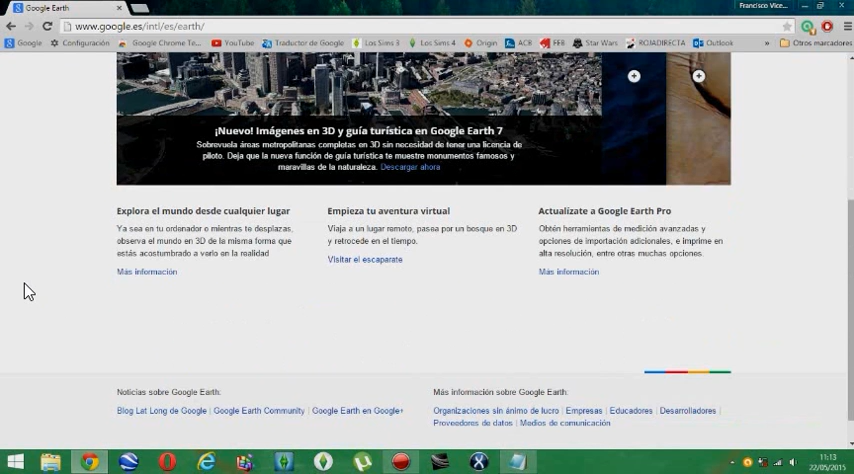 Google Earth
Francisco Vice...
www.google.es/intl/es/earth/
Google Configuración Google Chrome Te... YouTube Traductor de Google Los Sims 3 Los Sims 4 Origin ACB FEB Star Wars ROJADIRECTA Outlook » Otros marcadores
¡Nuevo! Imágenes en 3D y guía turística en Google Earth 7
Sobrevuela áreas metropolitanas completas en 3D sin necesidad de tener una licencia de
piloto. Deja que la nueva función de guía turística te muestre monumentos famosos y
maravillas de la naturaleza. Descargar ahora
Explora el mundo desde cualquier lugar
Ya sea en tu ordenador o mientras te desplazas,
observa el mundo en 3D de la misma forma que
estás acostumbrado a verlo en la realidad
Más información
Empieza tu aventura virtual
Viaja a un lugar remoto, pasea por un bosque en 3D
y retrocede en el tiempo.
Visitar el escaparate
Actualízate a Google Earth Pro
Obtén herramientas de medición avanzadas y
opciones de importación adicionales, e imprime en
alta resolución, entre otras muchas opciones.
Más información
Noticias sobre Google Earth:
Blog Lat Long de Google | Google Earth Community | Google Earth en Google+
Más información sobre Google Earth:
Organizaciones sin ánimo de lucro | Empresas | Educadores | Desarrolladores |
Proveedores de datos | Medios de comunicación
11:13
22/05/2015